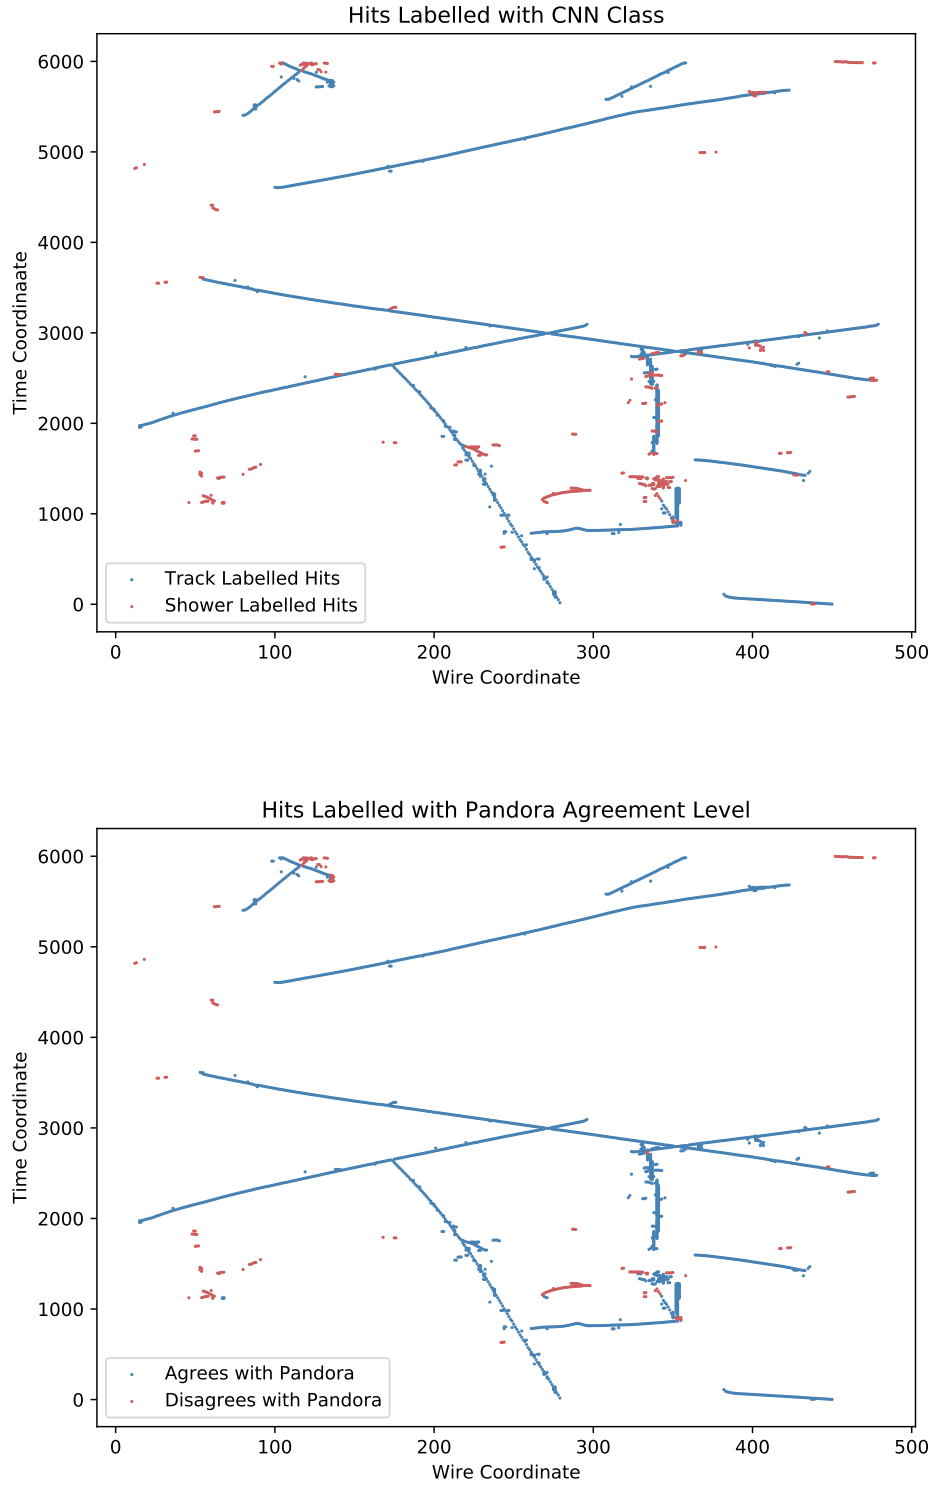 Hits Labelled with CNN Class
6000
5000
4000
3000
2000
1000
0
Time Coordinaate
Track Labelled Hits
Shower Labelled Hits
0 100 200 300 400 500
Wire Coordinate
Hits Labelled with Pandora Agreement Level
6000
5000
4000
3000
2000
1000
0
Time Coordinate
Agrees with Pandora
Disagrees with Pandora
0 100 200 300 400 500
Wire Coordinate